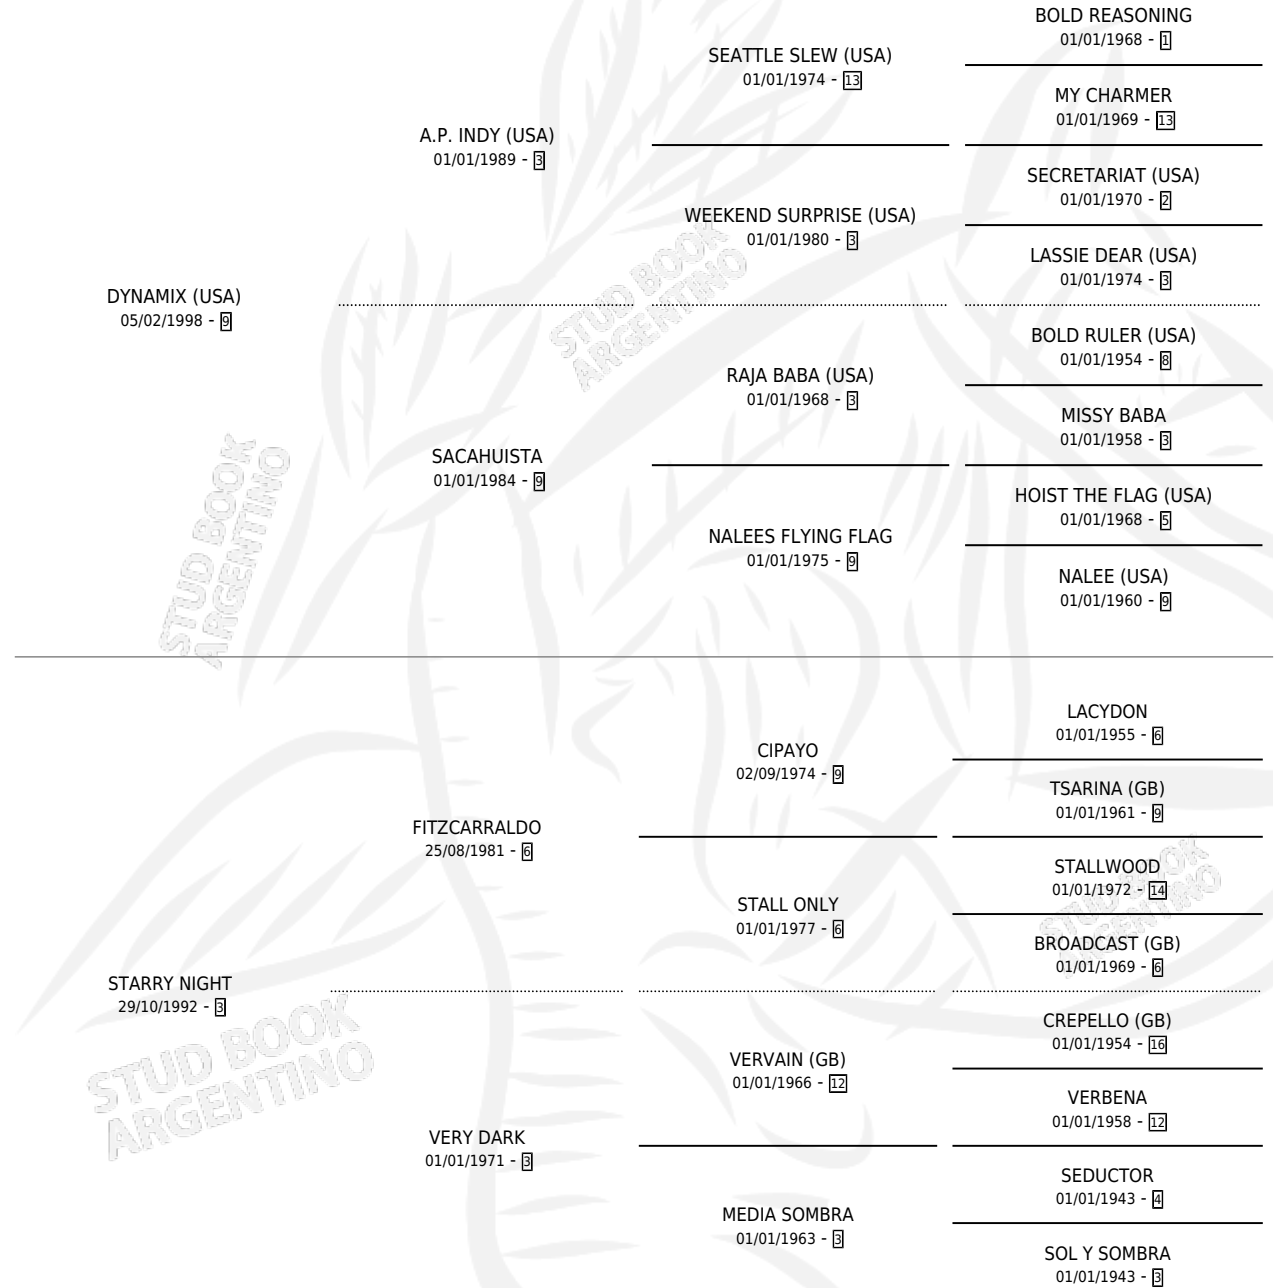 BOLD REASONING
01/01/1968 - 1
SEATTLE SLEW (USA)
01/01/1974 - 13
MY CHARMER
01/01/1969 - 13
A.P. INDY (USA)
01/01/1989 - 3
SECRETARIAT (USA)
01/01/1970 - 2
WEEKEND SURPRISE (USA)
01/01/1980 - 3
LASSIE DEAR (USA)
01/01/1974 - 3
DYNAMIX (USA)
05/02/1998 - 9
BOLD RULER (USA)
01/01/1954 - 8
RAJA BABA (USA)
01/01/1968 - 3
MISSY BABA
01/01/1958 - 3
SACAHUISTA
01/01/1984 - 9
HOIST THE FLAG (USA)
01/01/1968 - 5
NALEES FLYING FLAG
01/01/1975 - 9
NALEE (USA)
01/01/1960 - 9
LACYDON
01/01/1955 - 6
CIPAYO
02/09/1974 - 9
TSARINA (GB)
01/01/1961 - 9
FITZCARRALDO
25/08/1981 - 6
STALLWOOD
01/01/1972 - 14
STALL ONLY
01/01/1977 - 6
BROADCAST (GB)
01/01/1969 - 6
STARRY NIGHT
29/10/1992 - 3
CREPELLO (GB)
01/01/1954 - 16
VERVAIN (GB)
01/01/1966 - 12
VERBENA
01/01/1958 - 12
VERY DARK
01/01/1971 - 3
SEDUCTOR
01/01/1943 - 4
MEDIA SOMBRA
01/01/1963 - 3
SOL Y SOMBRA
01/01/1943 - 3
STUD BOOK
ARGENTINO
STUD BOOK
ARGENTINO
STUD BOOK
ARGENTINO
STUD BOOK
ARGENTINO